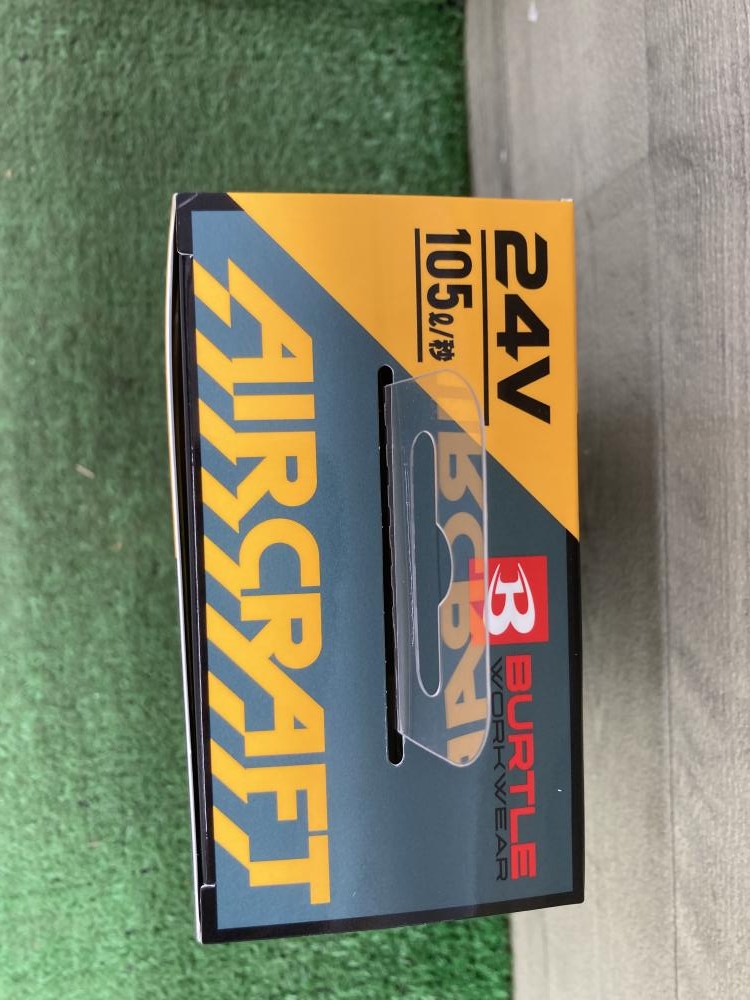 24V
105ℓ/秒
B
BURTLE
WORKWEAR
AIRCRAFT